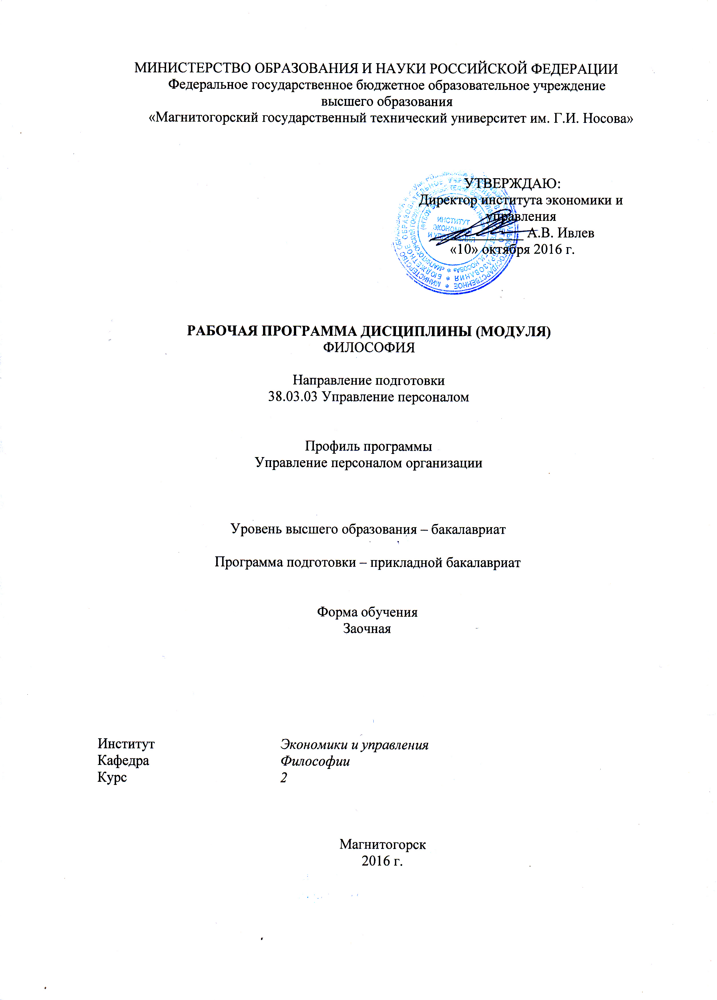 МИНИСТЕРСТВО ОБРАЗОВАНИЯ И НАУКИ РОССИЙСКОЙ ФЕДЕРАЦИИ
Федеральное государственное бюджетное образовательное учреждение
высшего образования
«Магнитогорский государственный технический университет им. Г.И. Носова»
УТВЕРЖДАЮ:
Директор института экономики и
управления
А.В. Ивлев
«10» октября 2016 г.
ИНСТИТУТ
ЭКОНОМИКИ
И УПРАВЛЕНИЯ
РАБОЧАЯ ПРОГРАММА ДИСЦИПЛИНЫ (МОДУЛЯ)
ФИЛОСОФИЯ
Направление подготовки
38.03.03 Управление персоналом
Профиль программы
Управление персоналом организации
Уровень высшего образования – бакалавриат
Программа подготовки – прикладной бакалавриат
Форма обучения
Заочная
Институт Экономики и управления
Кафедра Философии
Курс 2
Магнитогорск
2016 г.